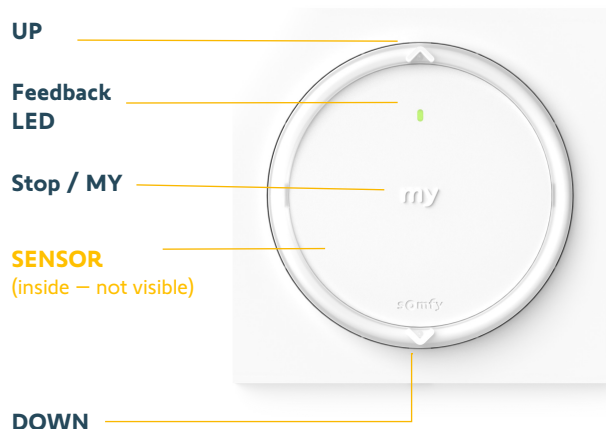 UP
Feedback
LED
Stop / MY
my
SENSOR
(inside – not visible)
somfy
DOWN